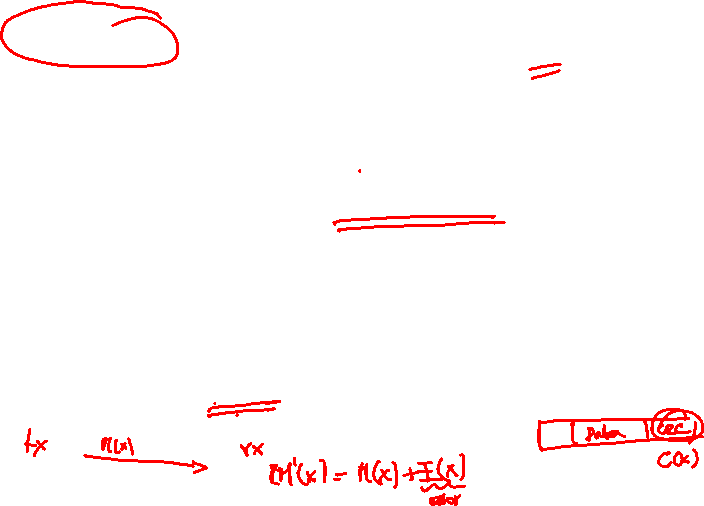 tx M(x) rx
M'(x) = M(x) + E(x)
error
Data CRC
C(x)